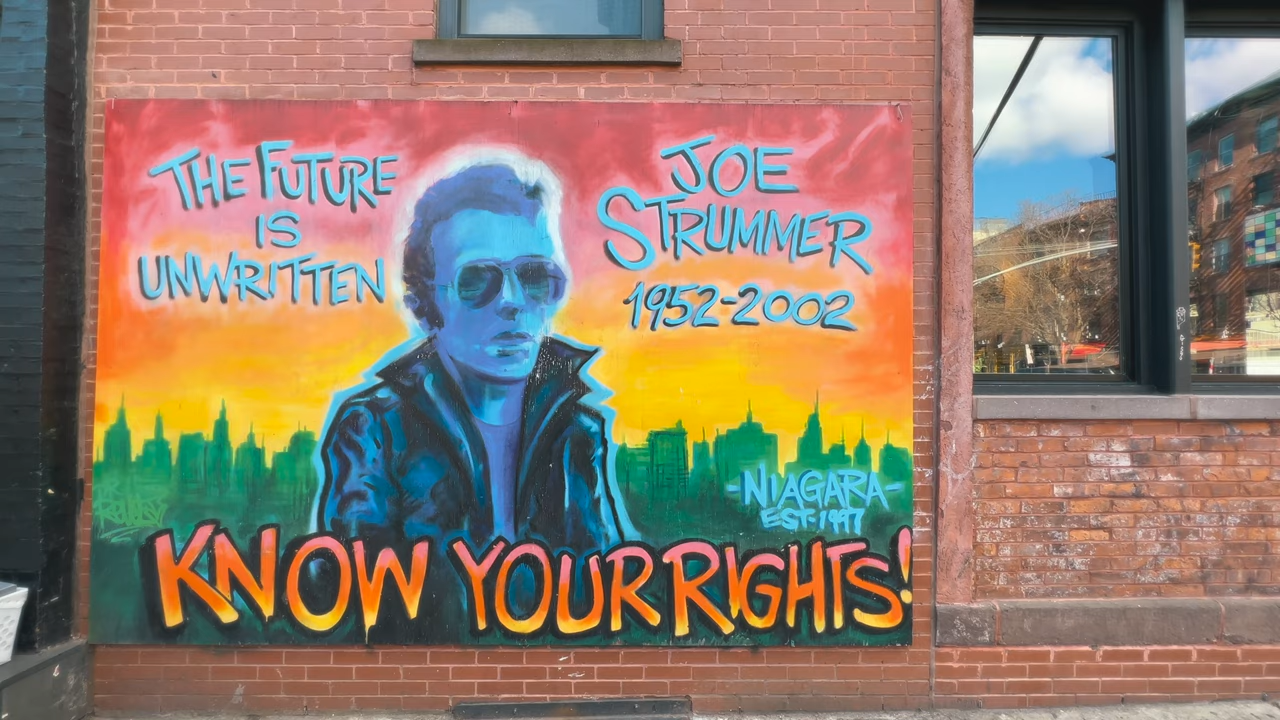 THE FUTURE
IS
UNWRITTEN
JOE
STRUMMER
1952-2002
-NIAGARA-
EST. 1997
KNOW YOUR RIGHTS!